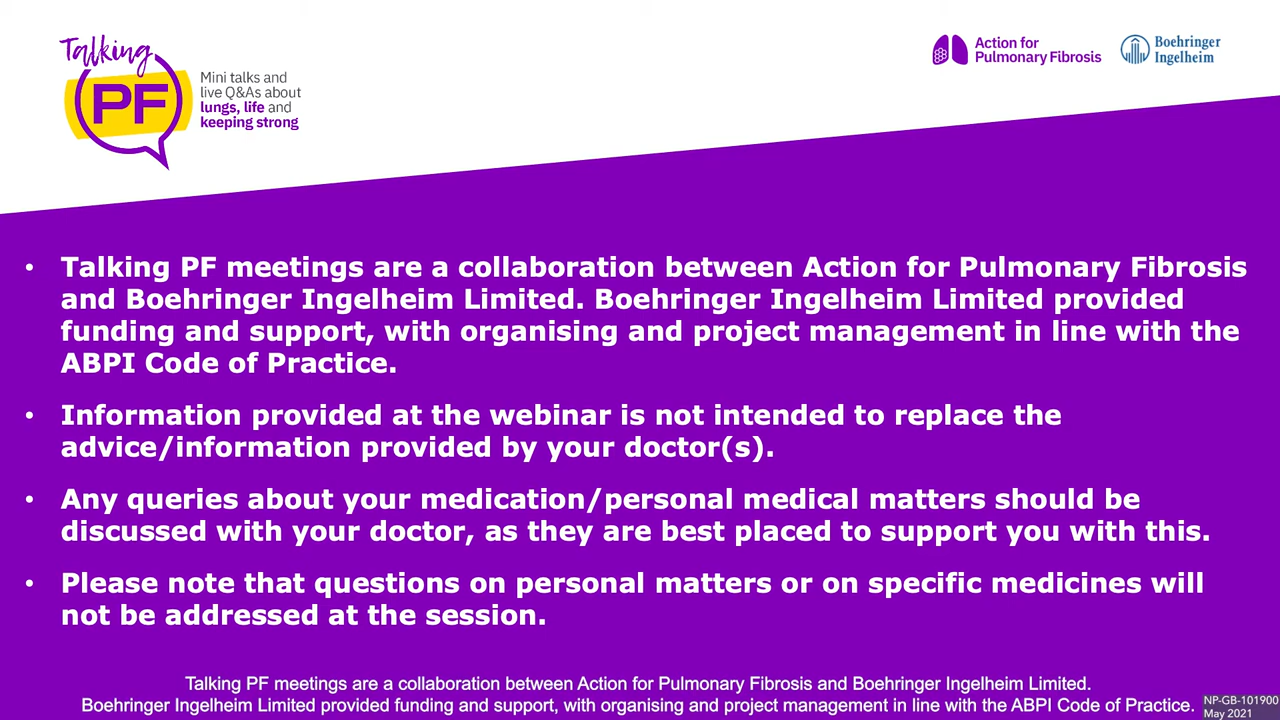 Talking
PF
Mini talks and
live Q&As about
lungs, life and
keeping strong
Action for
Pulmonary Fibrosis
Boehringer
Ingelheim
• Talking PF meetings are a collaboration between Action for Pulmonary Fibrosis
and Boehringer Ingelheim Limited. Boehringer Ingelheim Limited provided
funding and support, with organising and project management in line with the
ABPI Code of Practice.
• Information provided at the webinar is not intended to replace the
advice/information provided by your doctor(s).
• Any queries about your medication/personal medical matters should be
discussed with your doctor, as they are best placed to support you with this.
• Please note that questions on personal matters or on specific medicines will
not be addressed at the session.
Talking PF meetings are a collaboration between Action for Pulmonary Fibrosis and Boehringer Ingelheim Limited.
Boehringer Ingelheim Limited provided funding and support, with organising and project management in line with the ABPI Code of Practice.
NP-GB-101900
May 2021